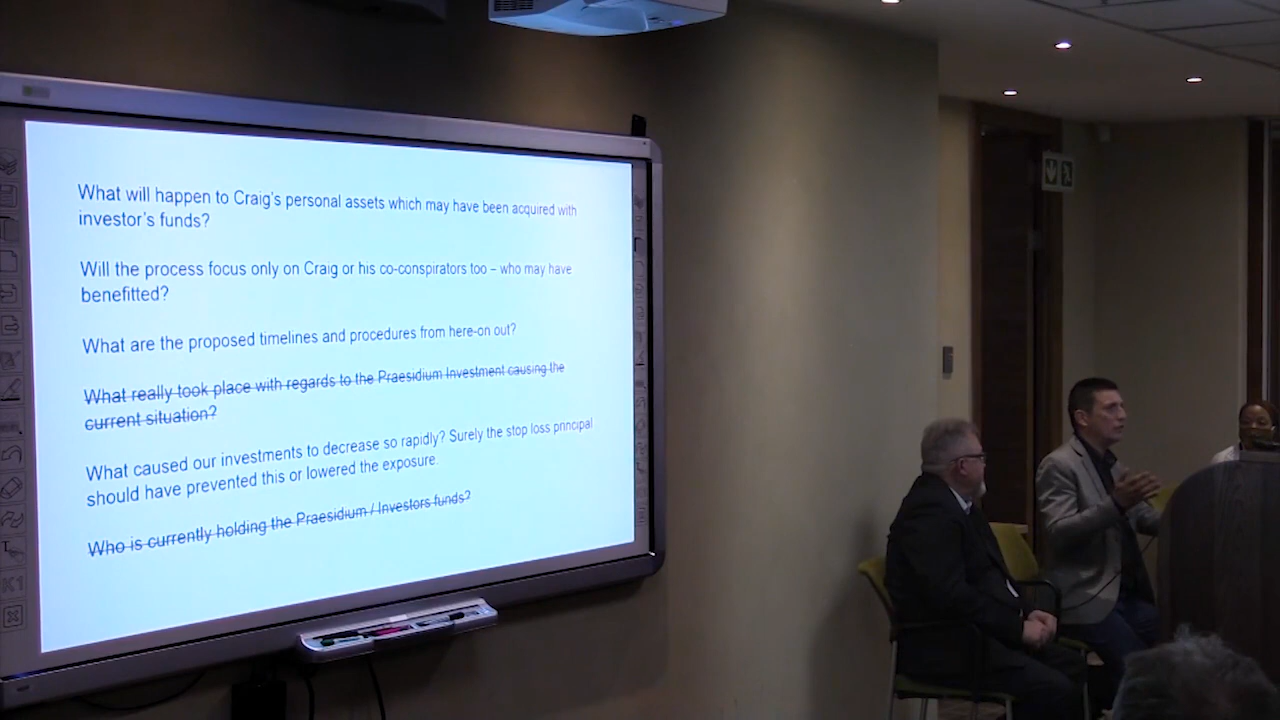 What will happen to Craig's personal assets which may have been acquired with
investor's funds?
Will the process focus only on Craig or his co-conspirators too – who may have
benefitted?
What are the proposed timelines and procedures from here-on out?
What really took place with regards to the Praesidium Investment causing the
current situation?
What caused our investments to decrease so rapidly? Surely the stop loss principal
should have prevented this or lowered the exposure.
Who is currently holding the Praesidium / Investors funds?